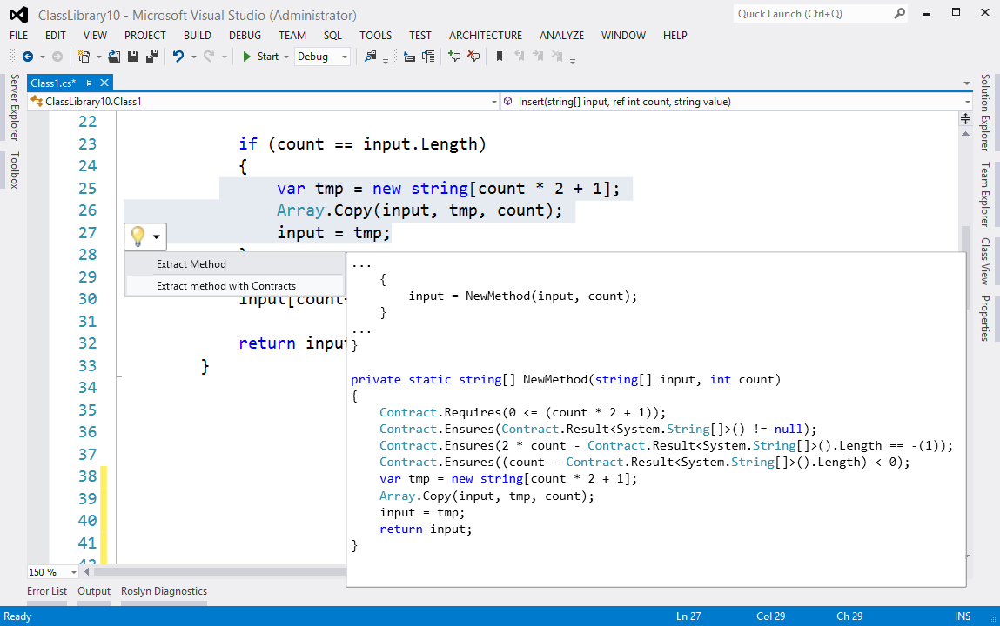 ClassLibrary10 - Microsoft Visual Studio (Administrator)
Quick Launch (Ctrl+Q)
FILE EDIT VIEW PROJECT BUILD DEBUG TEAM SQL TOOLS TEST ARCHITECTURE ANALYZE WINDOW HELP
Start Debug
Server Explorer
Toolbox
Class1.cs*
ClassLibrary10.Class1
Insert(string[] input, ref int count, string value)
22
23 if (count == input.Length)
24 {
25 var tmp = new string[count * 2 + 1];
26 Array.Copy(input, tmp, count);
27 input = tmp;
28
29
30 input[count
31
32 return input
33 }
34
35
36
37
38
39
40
41
42
Extract Method
Extract method with Contracts
...
{
input = NewMethod(input, count);
}
...
}
private static string[] NewMethod(string[] input, int count)
{
Contract.Requires(0 <= (count * 2 + 1));
Contract.Ensures(Contract.Result<System.String[]>() != null);
Contract.Ensures(2 * count - Contract.Result<System.String[]>().Length == -(1));
Contract.Ensures((count - Contract.Result<System.String[]>().Length) < 0);
var tmp = new string[count * 2 + 1];
Array.Copy(input, tmp, count);
input = tmp;
return input;
}
Solution Explorer
Team Explorer
Class View
Properties
150 %
Error List Output Roslyn Diagnostics
Ready Ln 27 Col 29 Ch 29 INS